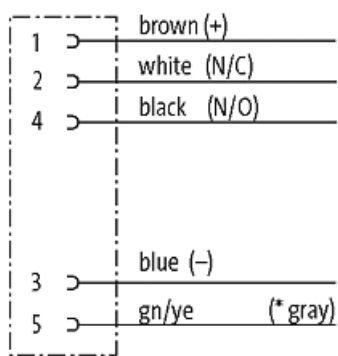 1 brown (+)
2 white (N/C)
4 black (N/O)
3 blue (–)
5 gn/ye (* gray)